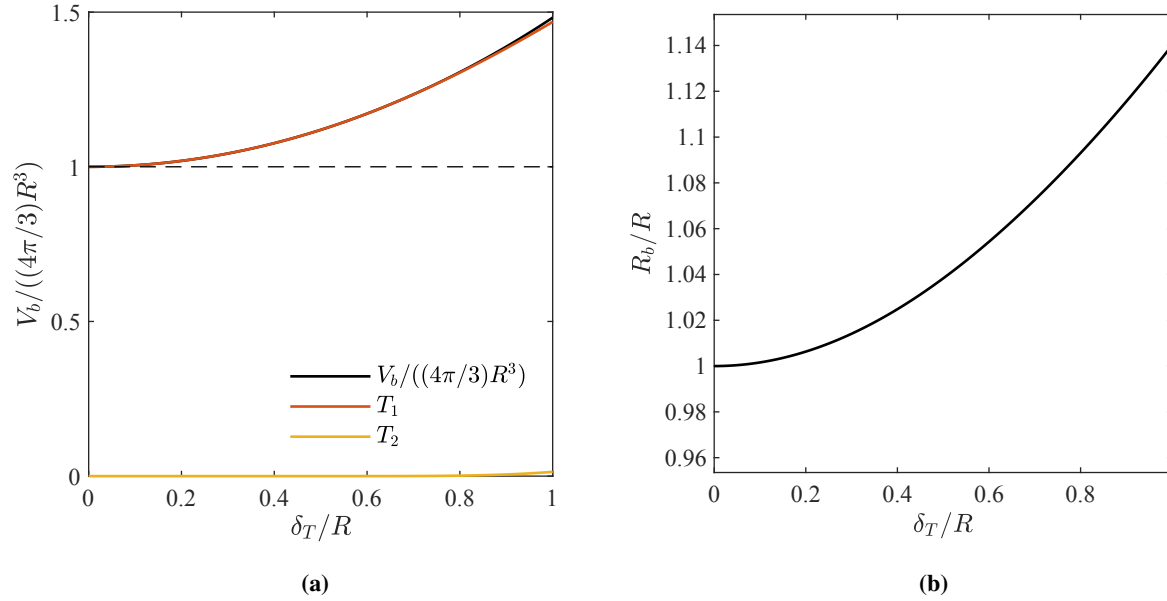 1.5
1
0.5
0
V_b/((4π/3)R^3)
V_b/((4π/3)R^3)
T_1
T_2
0 0.2 0.4 0.6 0.8 1
δ_T/R
(a)
1.14
1.12
1.1
1.08
1.06
1.04
1.02
1
0.98
0.96
R_b/R
0 0.2 0.4 0.6 0.8
δ_T/R
(b)